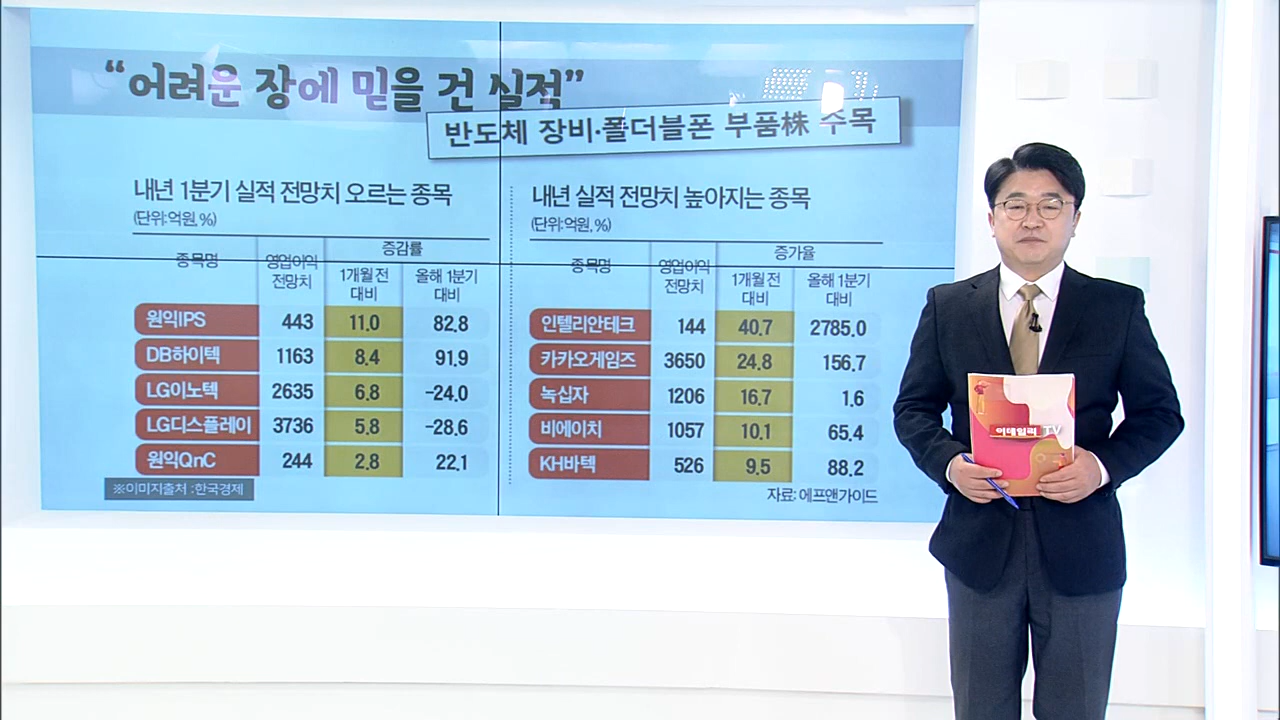 “어려운 장에 믿을 건 실적”
반도체 장비·폴더블폰 부품株 주목
내년 1분기 실적 전망치 오르는 종목
(단위:억원, %)
종목명 영업이익 전망치 증감률
1개월 전 대비 올해 1분기 대비
원익IPS 443 11.0 82.8
DB하이텍 1163 8.4 91.9
LG이노텍 2635 6.8 -24.0
LG디스플레이 3736 5.8 -28.6
원익QnC 244 2.8 22.1
※이미지출처 : 한국경제
내년 실적 전망치 높아지는 종목
(단위:억원, %)
종목명 영업이익 전망치 증가율
1개월 전 대비 올해 1분기 대비
인텔리안테크 144 40.7 2785.0
카카오게임즈 3650 24.8 156.7
녹십자 1206 16.7 1.6
비에이치 1057 10.1 65.4
KH바텍 526 9.5 88.2
자료: 에프앤가이드
이데일리 TV